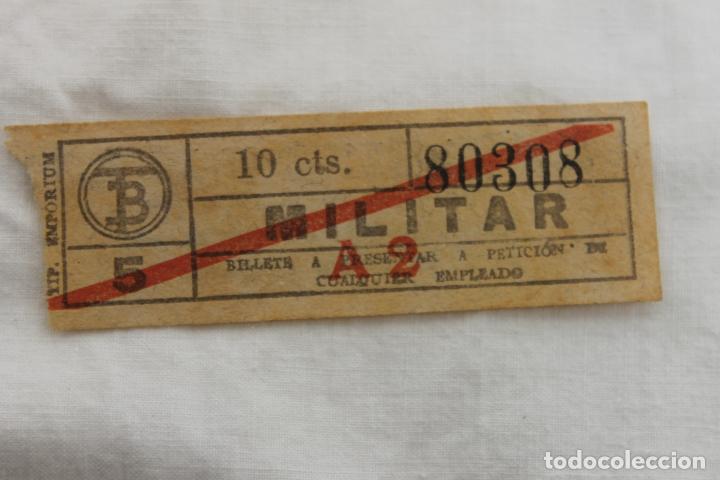 TIP. EMPORIUM
TB
5
10 cts.
80308
MILITAR
A 2
BILLETE A PRESENTAR A PETICIÓN DE
CUALQUIER EMPLEADO
todocoleccion